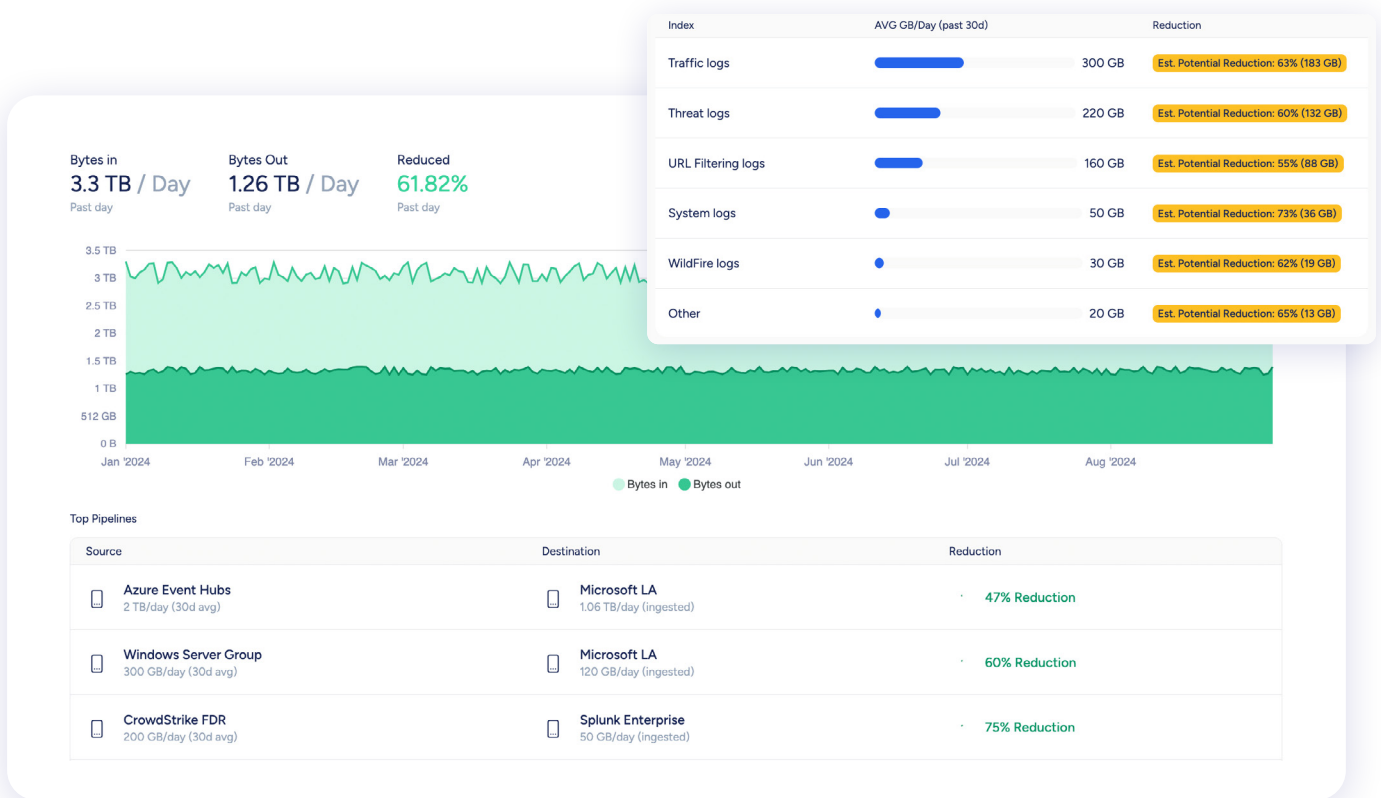 Index AVG GB/Day (past 30d) Reduction
Traffic logs 300 GB Est. Potential Reduction: 63% (183 GB)
Threat logs 220 GB Est. Potential Reduction: 60% (132 GB)
URL Filtering logs 160 GB Est. Potential Reduction: 55% (88 GB)
System logs 50 GB Est. Potential Reduction: 73% (36 GB)
WildFire logs 30 GB Est. Potential Reduction: 62% (19 GB)
Other 20 GB Est. Potential Reduction: 65% (13 GB)
Bytes in Bytes Out Reduced
3.3 TB / Day 1.26 TB / Day 61.82%
Past day Past day Past day
3.5 TB
3 TB
2.5 TB
2 TB
1.5 TB
1 TB
512 GB
0 B
Jan '2024 Feb '2024 Mar '2024 Apr '2024 May '2024 Jun '2024 Jul '2024 Aug '2024
Bytes in Bytes out
Top Pipelines
Source Destination Reduction
Azure Event Hubs Microsoft LA 47% Reduction
2 TB/day (30d avg) 1.06 TB/day (ingested)
Windows Server Group Microsoft LA 60% Reduction
300 GB/day (30d avg) 120 GB/day (ingested)
CrowdStrike FDR Splunk Enterprise 75% Reduction
200 GB/day (30d avg) 50 GB/day (ingested)